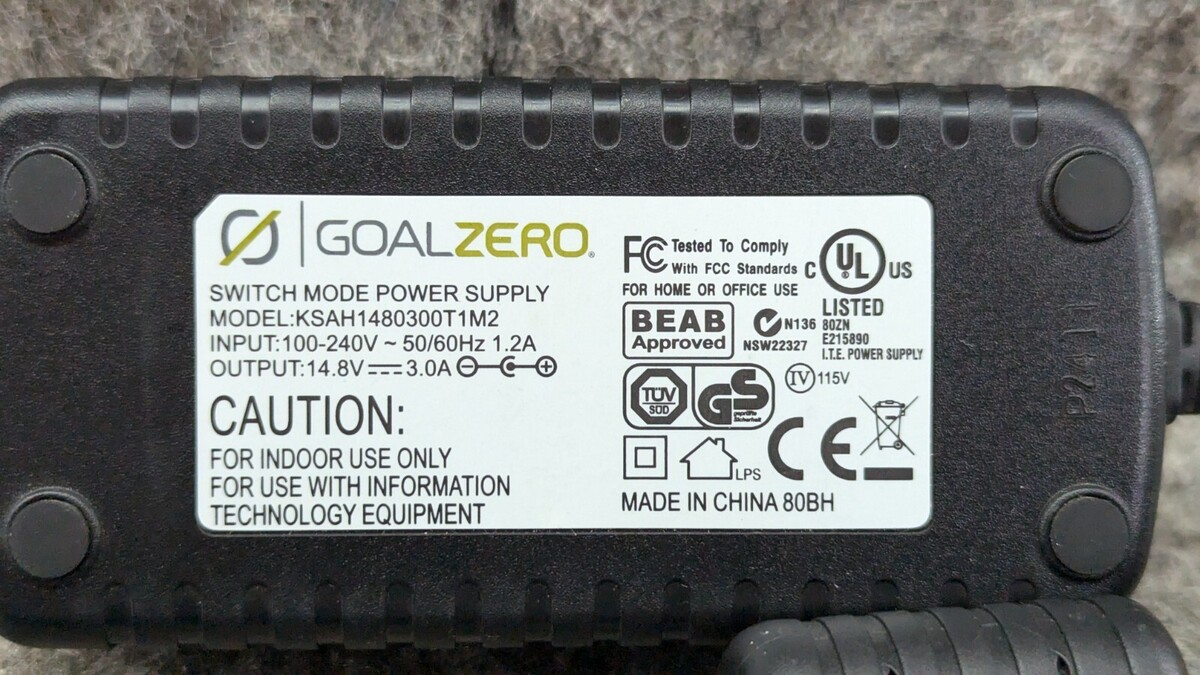 GOALZERO®
SWITCH MODE POWER SUPPLY
MODEL:KSAH1480300T1M2
INPUT:100-240V ~ 50/60Hz 1.2A
OUTPUT:14.8V⎓3.0A
CAUTION:
FOR INDOOR USE ONLY
FOR USE WITH INFORMATION
TECHNOLOGY EQUIPMENT
FC Tested To Comply
With FCC Standards
FOR HOME OR OFFICE USE
C UL® US
LISTED
80ZN
E215890
I.T.E. POWER SUPPLY
BEAB
Approved
N136
NSW22327
TÜV
SÜD
GS
geprüfte
Sicherheit
IV 115V
LPS
CE
MADE IN CHINA 80BH
P2411